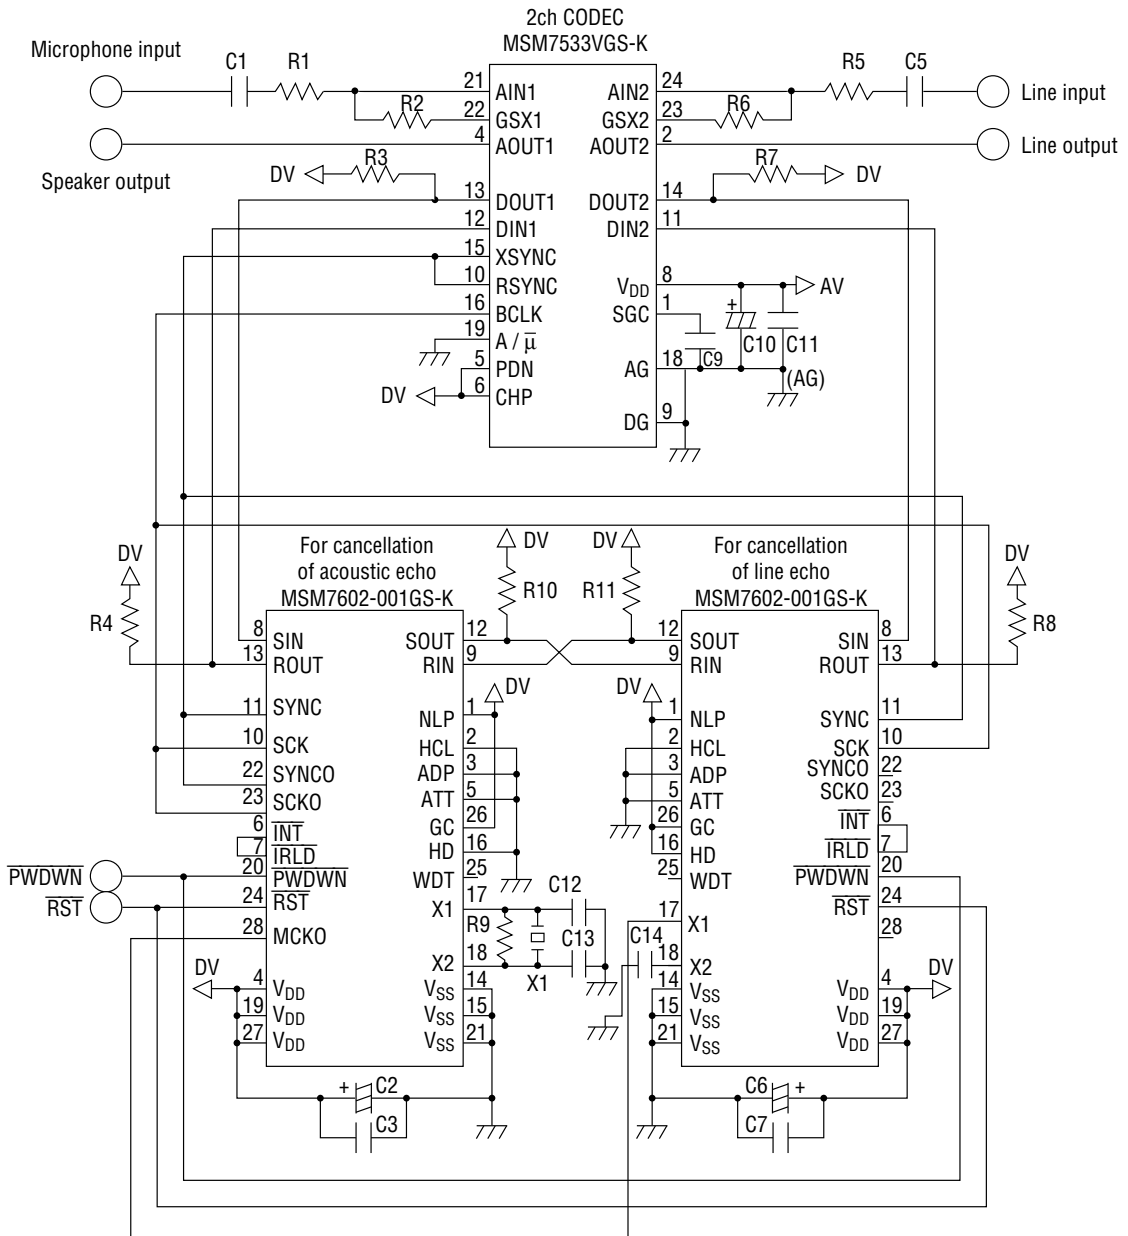 2ch CODEC
MSM7533VGS-K
Microphone input
C1
R1
R2
21
22
4
AIN1
GSX1
AOUT1
AIN2
GSX2
AOUT2
24
23
2
R5
C5
R6
Line input
Line output
Speaker output
DV
R3
R7
DV
13 DOUT1
12 DIN1
15 XSYNC
10 RSYNC
16 BCLK
19 A / μ̅
5 PDN
6 CHP
DV
DOUT2 14
DIN2 11
VDD 8
SGC 1
AG 18
DG 9
AV
+
C10
C11
C9
(AG)
DV
R4
For cancellation
of acoustic echo
MSM7602-001GS-K
DV
R10
DV
R11
For cancellation
of line echo
MSM7602-001GS-K
DV
R8
8 SIN
13 ROUT
11 SYNC
10 SCK
22 SYNCO
23 SCKO
6 I̅N̅T̅
7 I̅R̅L̅D̅
20 P̅W̅D̅W̅N̅
24 R̅S̅T̅
28 MCKO
4 VDD
19 VDD
27 VDD
P̅W̅D̅W̅N̅
R̅S̅T̅
DV
SOUT 12
RIN 9
NLP 1
HCL 2
ADP 3
ATT 5
GC 26
HD 16
WDT 25
X1 17
X2 18
VSS 14
VSS 15
VSS 21
DV
R9
X1
C12
C13
C14
+ C2
C3
DV
12 SOUT
9 RIN
1 NLP
2 HCL
3 ADP
5 ATT
26 GC
16 HD
25 WDT
17 X1
18 X2
14 VSS
15 VSS
21 VSS
SIN 8
ROUT 13
SYNC 11
SCK 10
SYNCO 22
SCKO 23
I̅N̅T̅ 6
I̅R̅L̅D̅ 7
P̅W̅D̅W̅N̅ 20
R̅S̅T̅ 24
28
VDD 4
VDD 19
VDD 27
DV
C6 +
C7